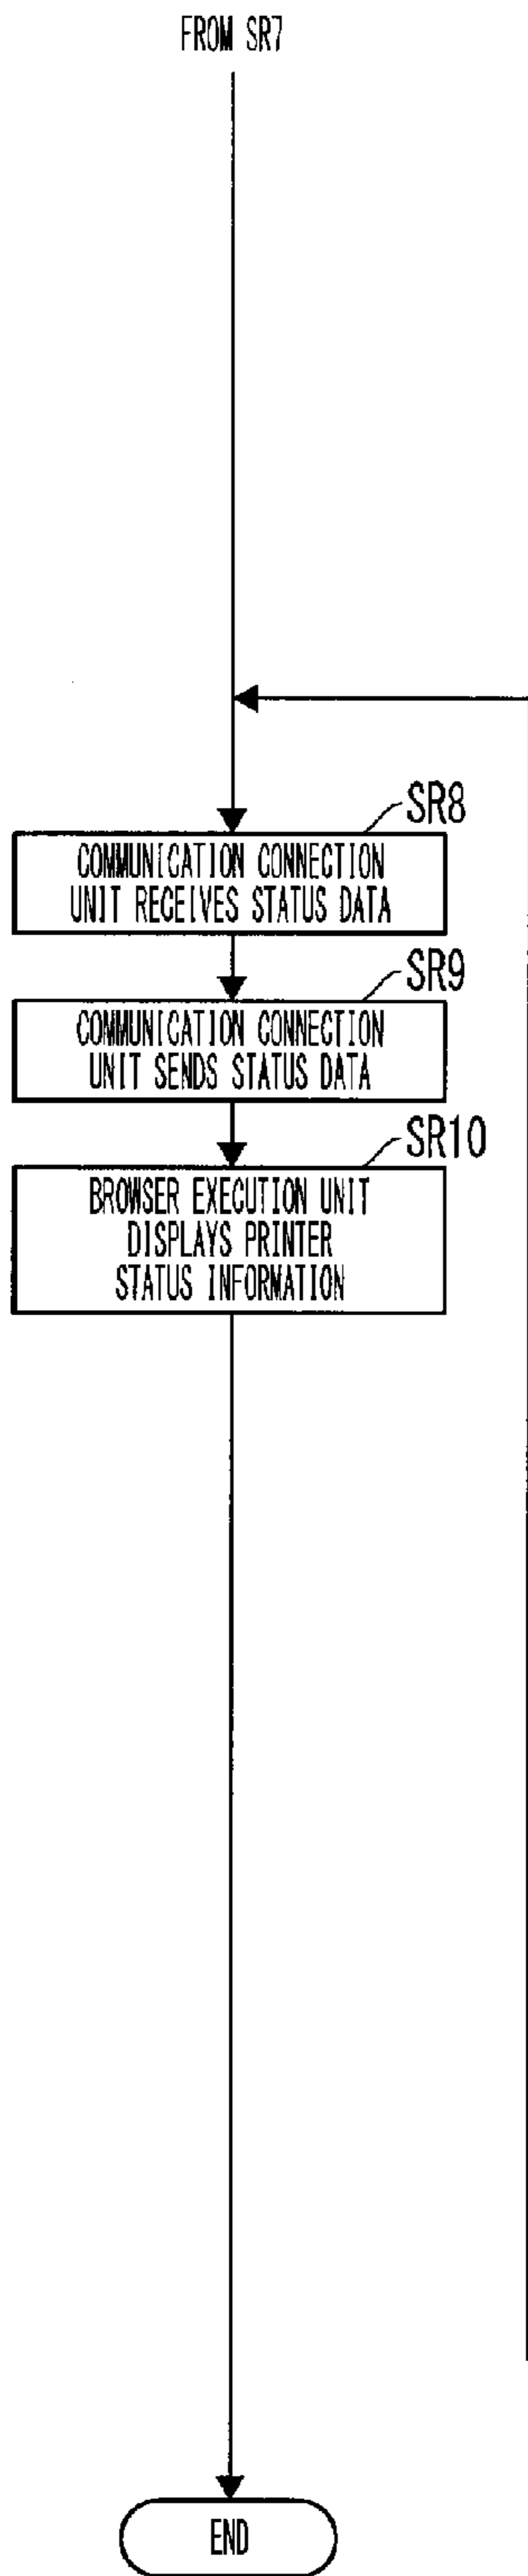 FROM SR7
SR8
COMMUNICATION CONNECTION
UNIT RECEIVES STATUS DATA
SR9
COMMUNICATION CONNECTION
UNIT SENDS STATUS DATA
SR10
BROWSER EXECUTION UNIT
DISPLAYS PRINTER
STATUS INFORMATION
END